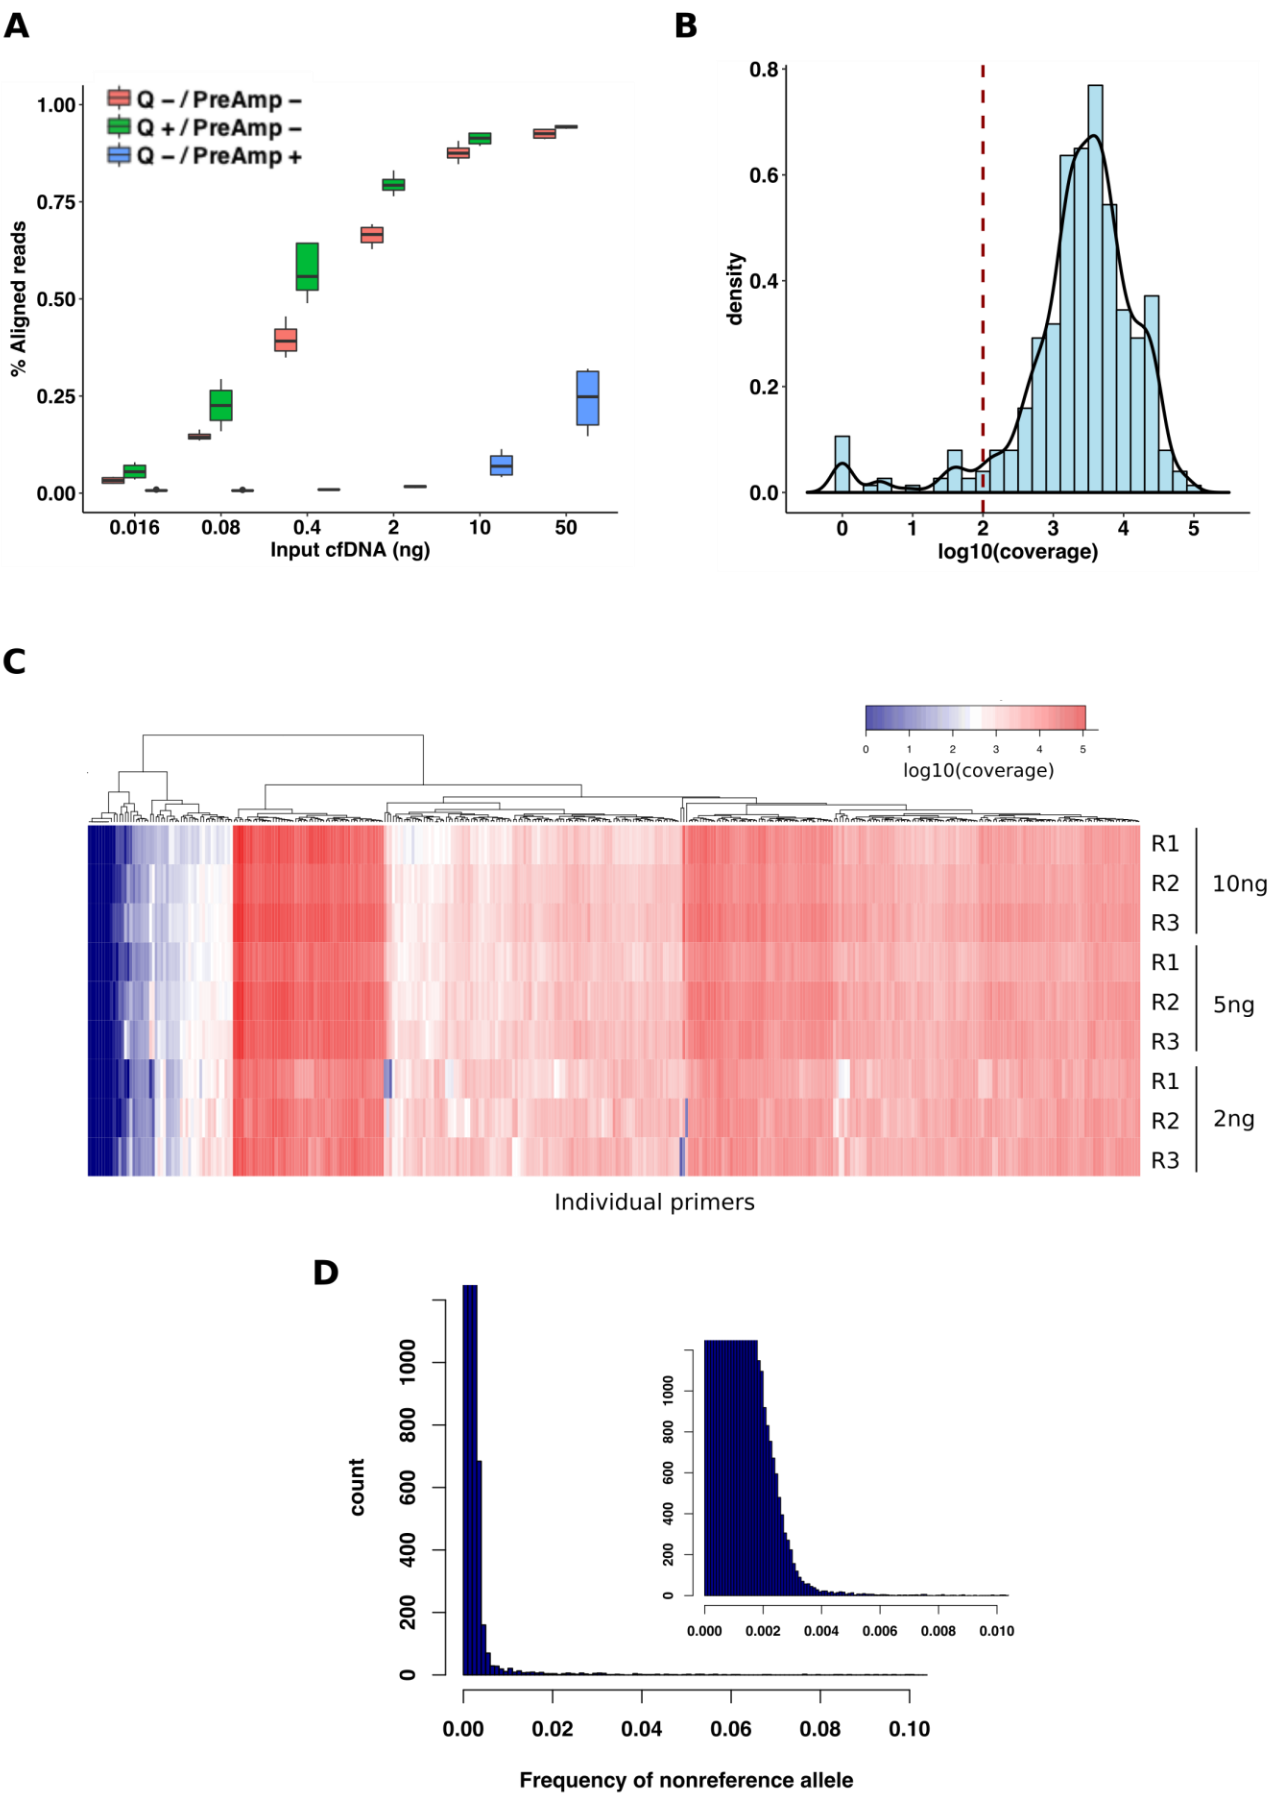 A
B
Q – / PreAmp –
Q + / PreAmp –
Q – / PreAmp +
1.00
0.75
0.50
0.25
0.00
% Aligned reads
0.016 0.08 0.4 2 10 50
Input cfDNA (ng)
0.8
0.6
0.4
0.2
0.0
density
0 1 2 3 4 5
log10(coverage)
C
0 1 2 3 4 5
log10(coverage)
R1
R2
R3
10ng
R1
R2
R3
5ng
R1
R2
R3
2ng
Individual primers
D
1000
800
600
400
200
0
count
0.00 0.02 0.04 0.06 0.08 0.10
Frequency of nonreference allele
1000
800
600
400
200
0
0.000 0.002 0.004 0.006 0.008 0.010